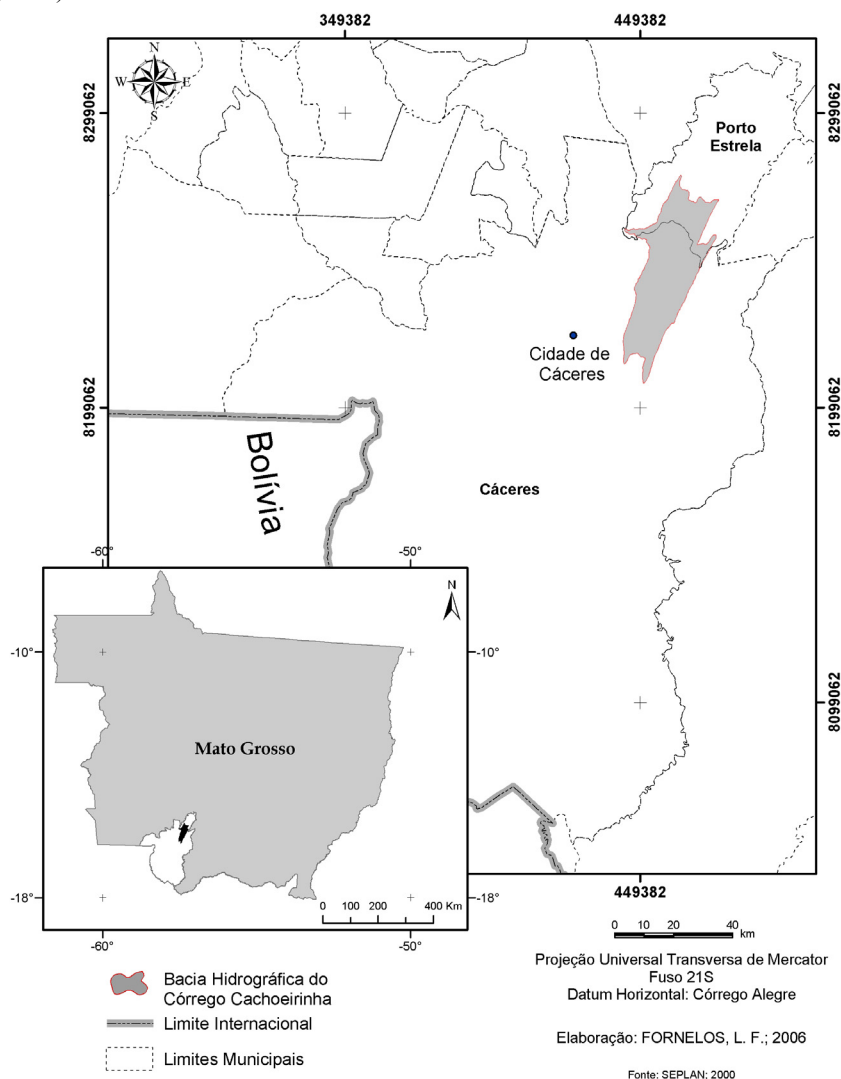 349382
449382
N
W
E
S
8299062
8299062
Porto
Estrela
Cidade de
Cáceres
8199062
8199062
Bolívia
Cáceres
-60°
-50°
N
-10°
-10°
Mato Grosso
8099062
-18°
-18°
0 100 200 400 Km
449382
-60°
-50°
0 10 20 40
km
Projeção Universal Transversa de Mercator
Fuso 21S
Datum Horizontal: Córrego Alegre
Bacia Hidrográfica do
Córrego Cachoeirinha
Limite Internacional
Limites Municipais
Elaboração: FORNELOS, L. F.; 2006
Fonte: SEPLAN: 2000